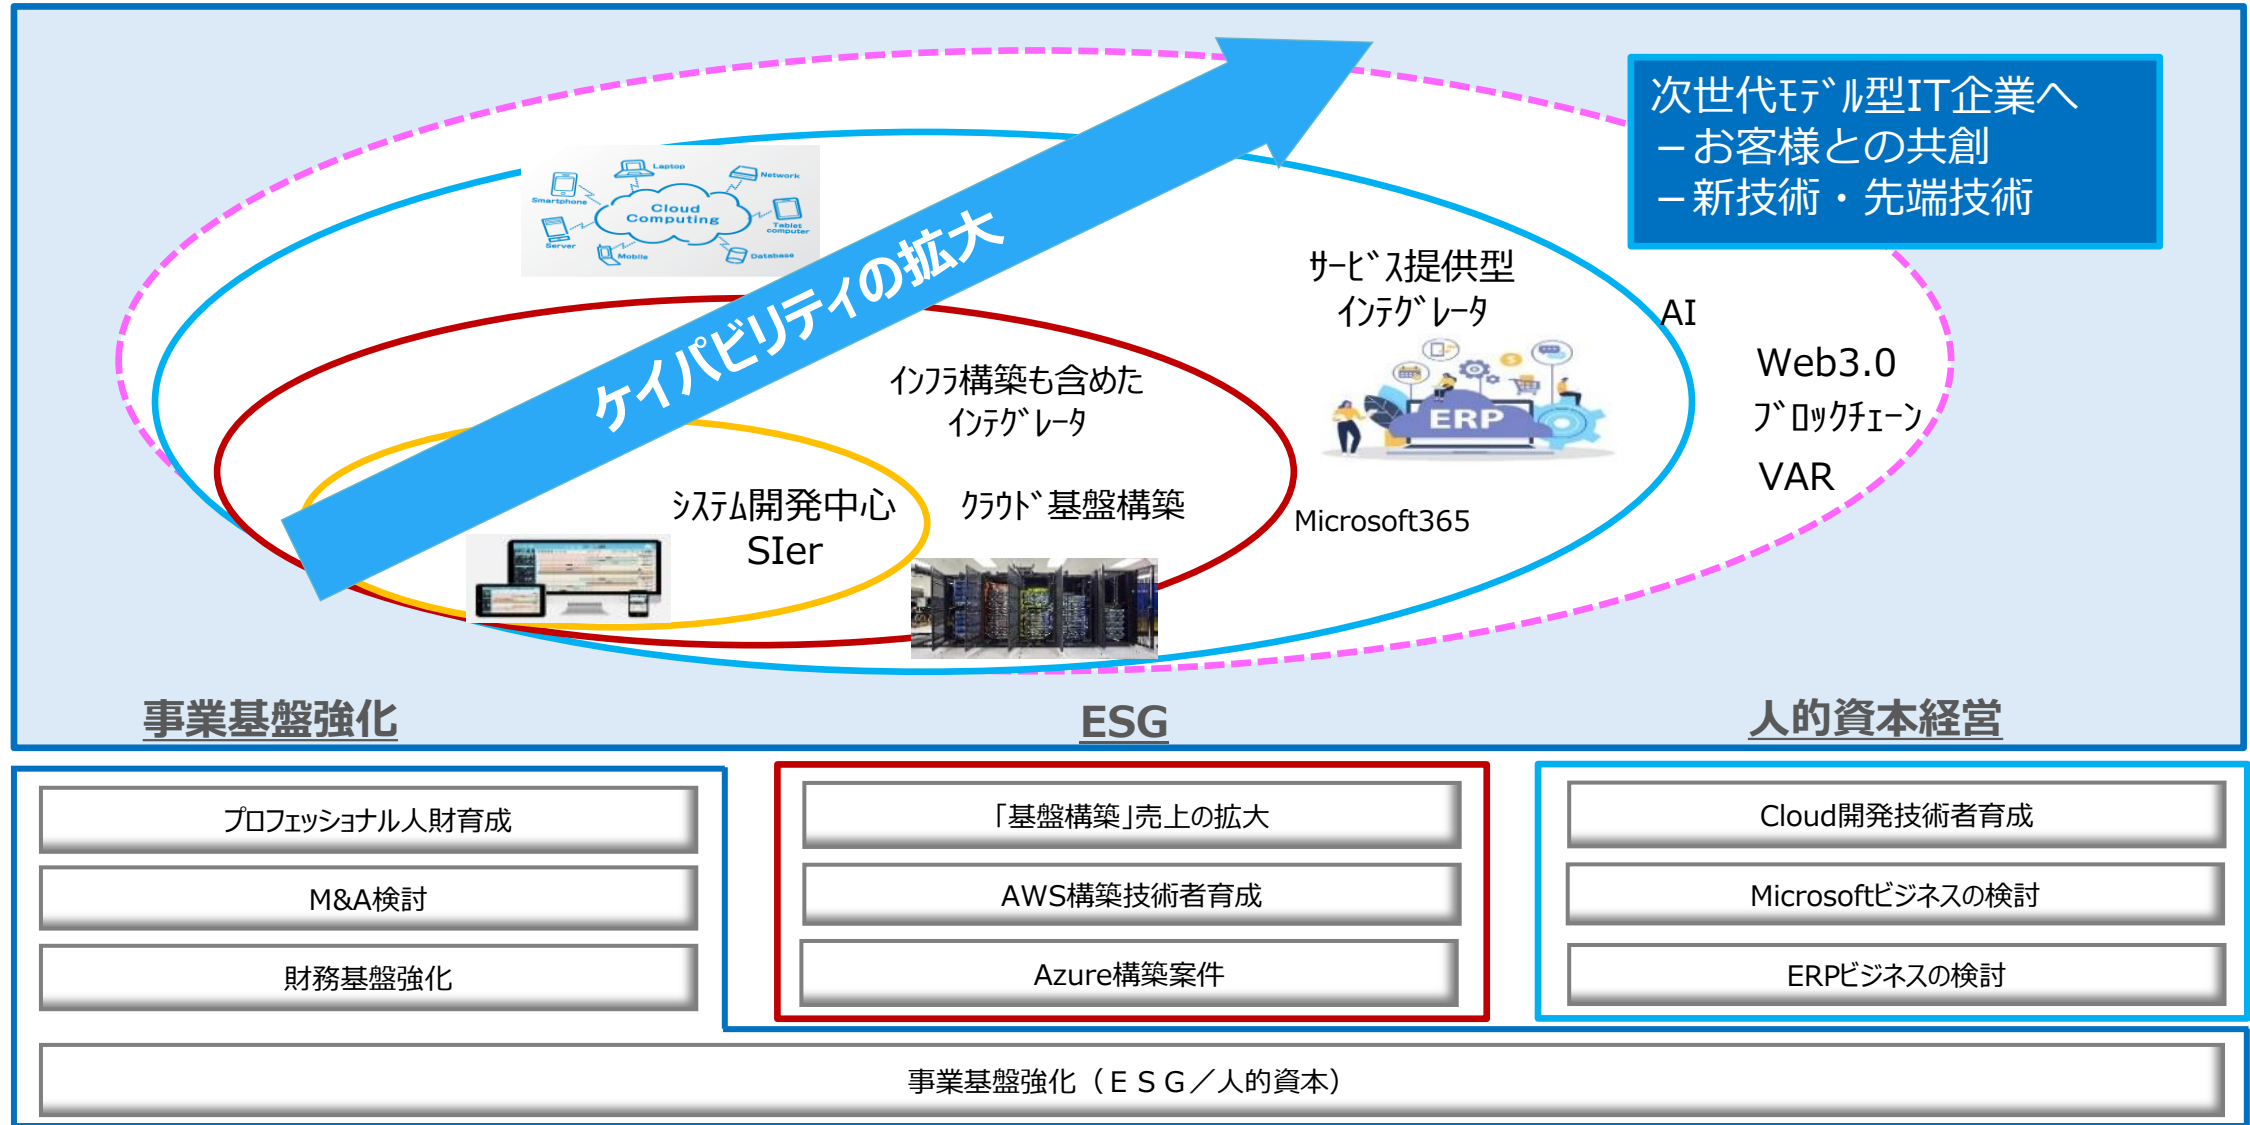 次世代ﾓﾃﾞﾙ型IT企業へ
－お客様との共創
－新技術・先端技術
Laptop
Network
Smartphone
Cloud
Computing
Tablet
computer
Server
Mobile
Database
ケイパビリティの拡大
ｻｰﾋﾞｽ提供型
ｲﾝﾃｸﾞﾚｰﾀ
AI
ERP
Web3.0
ﾌﾞﾛｯｸﾁｪｰﾝ
VAR
ｲﾝﾌﾗ構築も含めた
ｲﾝﾃｸﾞﾚｰﾀ
ｼｽﾃﾑ開発中心
SIer
ｸﾗｳﾄﾞ基盤構築
Microsoft365
事業基盤強化
ESG
人的資本経営
プロフェッショナル人財育成
M&A検討
財務基盤強化
「基盤構築」売上の拡大
AWS構築技術者育成
Azure構築案件
Cloud開発技術者育成
Microsoftビジネスの検討
ERPビジネスの検討
事業基盤強化（ＥＳＧ／人的資本）